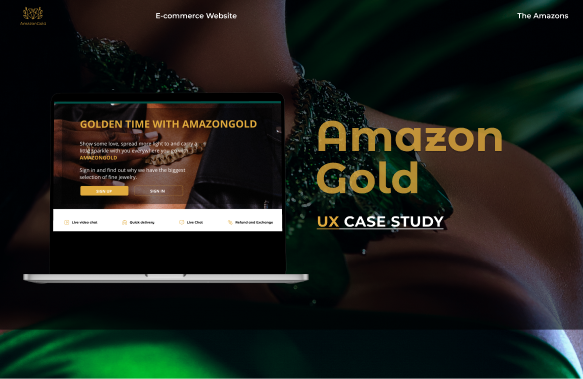 E-commerce Website
The Amazons
AmazonGold
GOLDEN TIME WITH AMAZONGOLD
Show some love, spread more light to and carry a
little sparkle with you everywhere you go with
AMAZONGOLD
Sign in and find out why we have the biggest
selection of fine jewelry.
SIGN UP
SIGN IN
Live video chat
Quick delivery
Live Chat
Refund and Exchange
Amazon
Gold
UX CASE STUDY